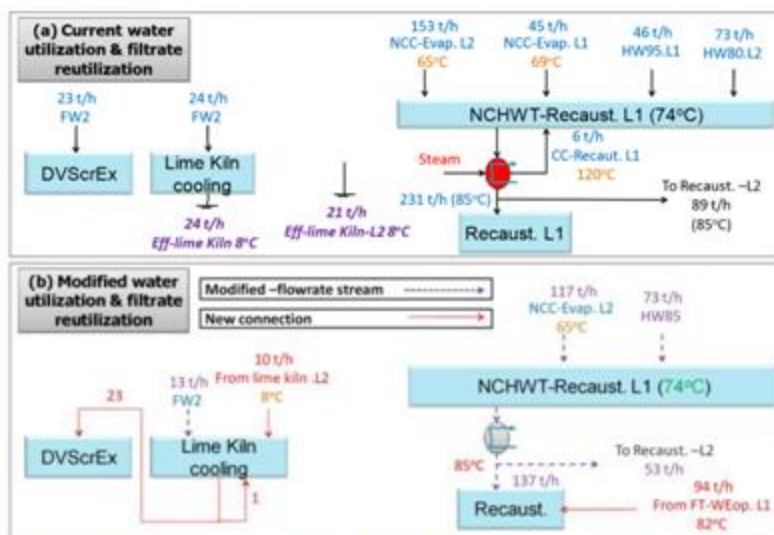 (a) Current water
utilization & filtrate
reutilization
153 t/h
NCC-Evap. L2
65°C
45 t/h
NCC-Evap. L1
69°C
46 t/h
HW95.L1
73 t/h
HW80.L2
23 t/h
FW2
24 t/h
FW2
NCHWT-Recaust. L1 (74°C)
DVScrEx
Lime Kiln
cooling
Steam
6 t/h
CC-Recaut. L1
120°C
24 t/h
Eff-lime Kiln 8°C
21 t/h
Eff-lime Kiln-L2 8°C
231 t/h (85°C)
Recaust. L1
To Recaust. –L2
89 t/h
(85°C)
(b) Modified water
utilization & filtrate
reutilization
Modified –flowrate stream
New connection
117 t/h
NCC-Evap. L2
65°C
73 t/h
HW85
23
13 t/h
FW2
10 t/h
From lime kiln .L2
8°C
NCHWT-Recaust. L1 (74°C)
DVScrEx
Lime Kiln
cooling
1
85°C
To Recaust. –L2
53 t/h
137 t/h
Recaust.
94 t/h
From FT-WEop. L1
82°C